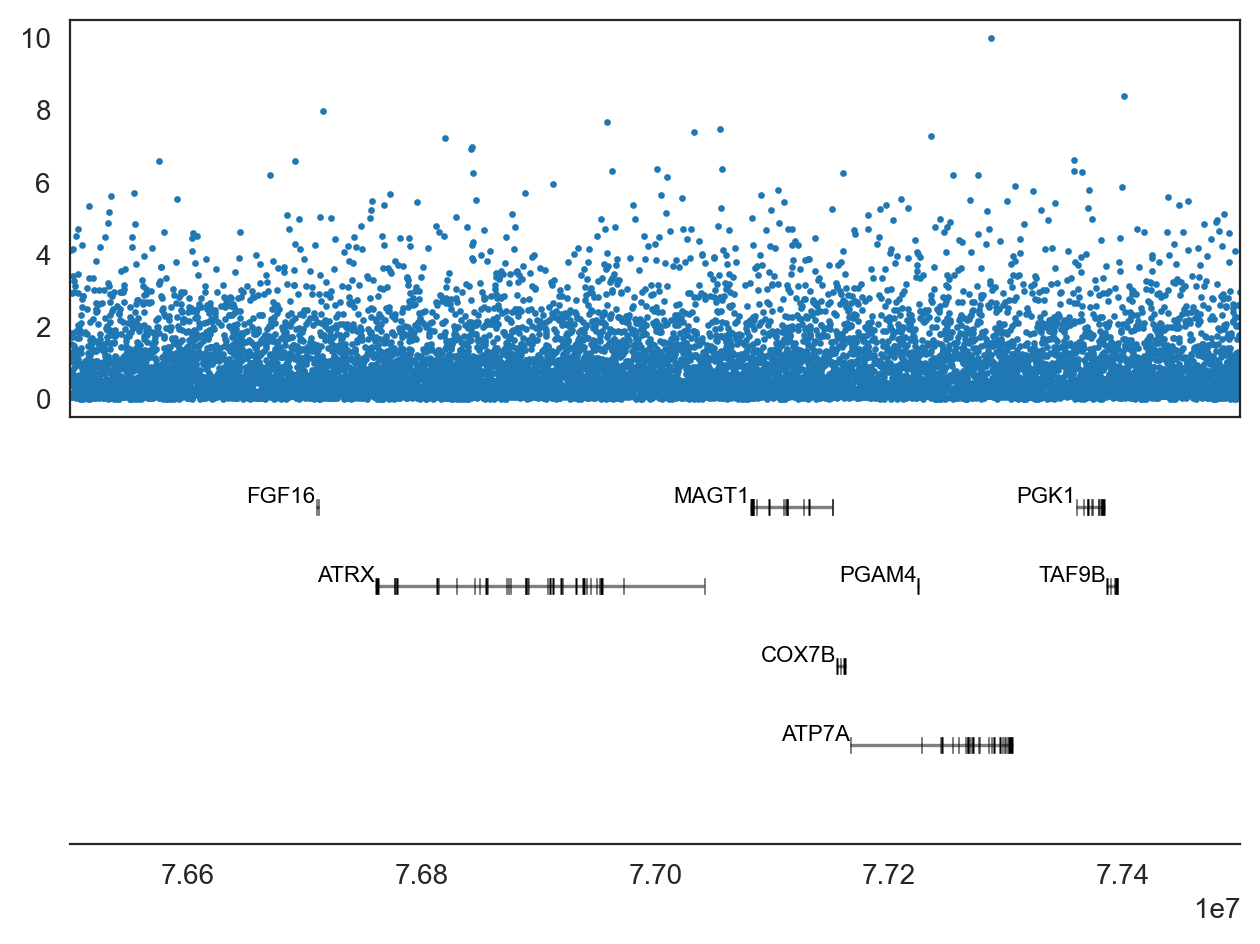 10
8
6
4
2
0
FGF16
MAGT1
PGK1
ATRX
PGAM4
TAF9B
COX7B
ATP7A
7.66 7.68 7.70 7.72 7.74
1e7